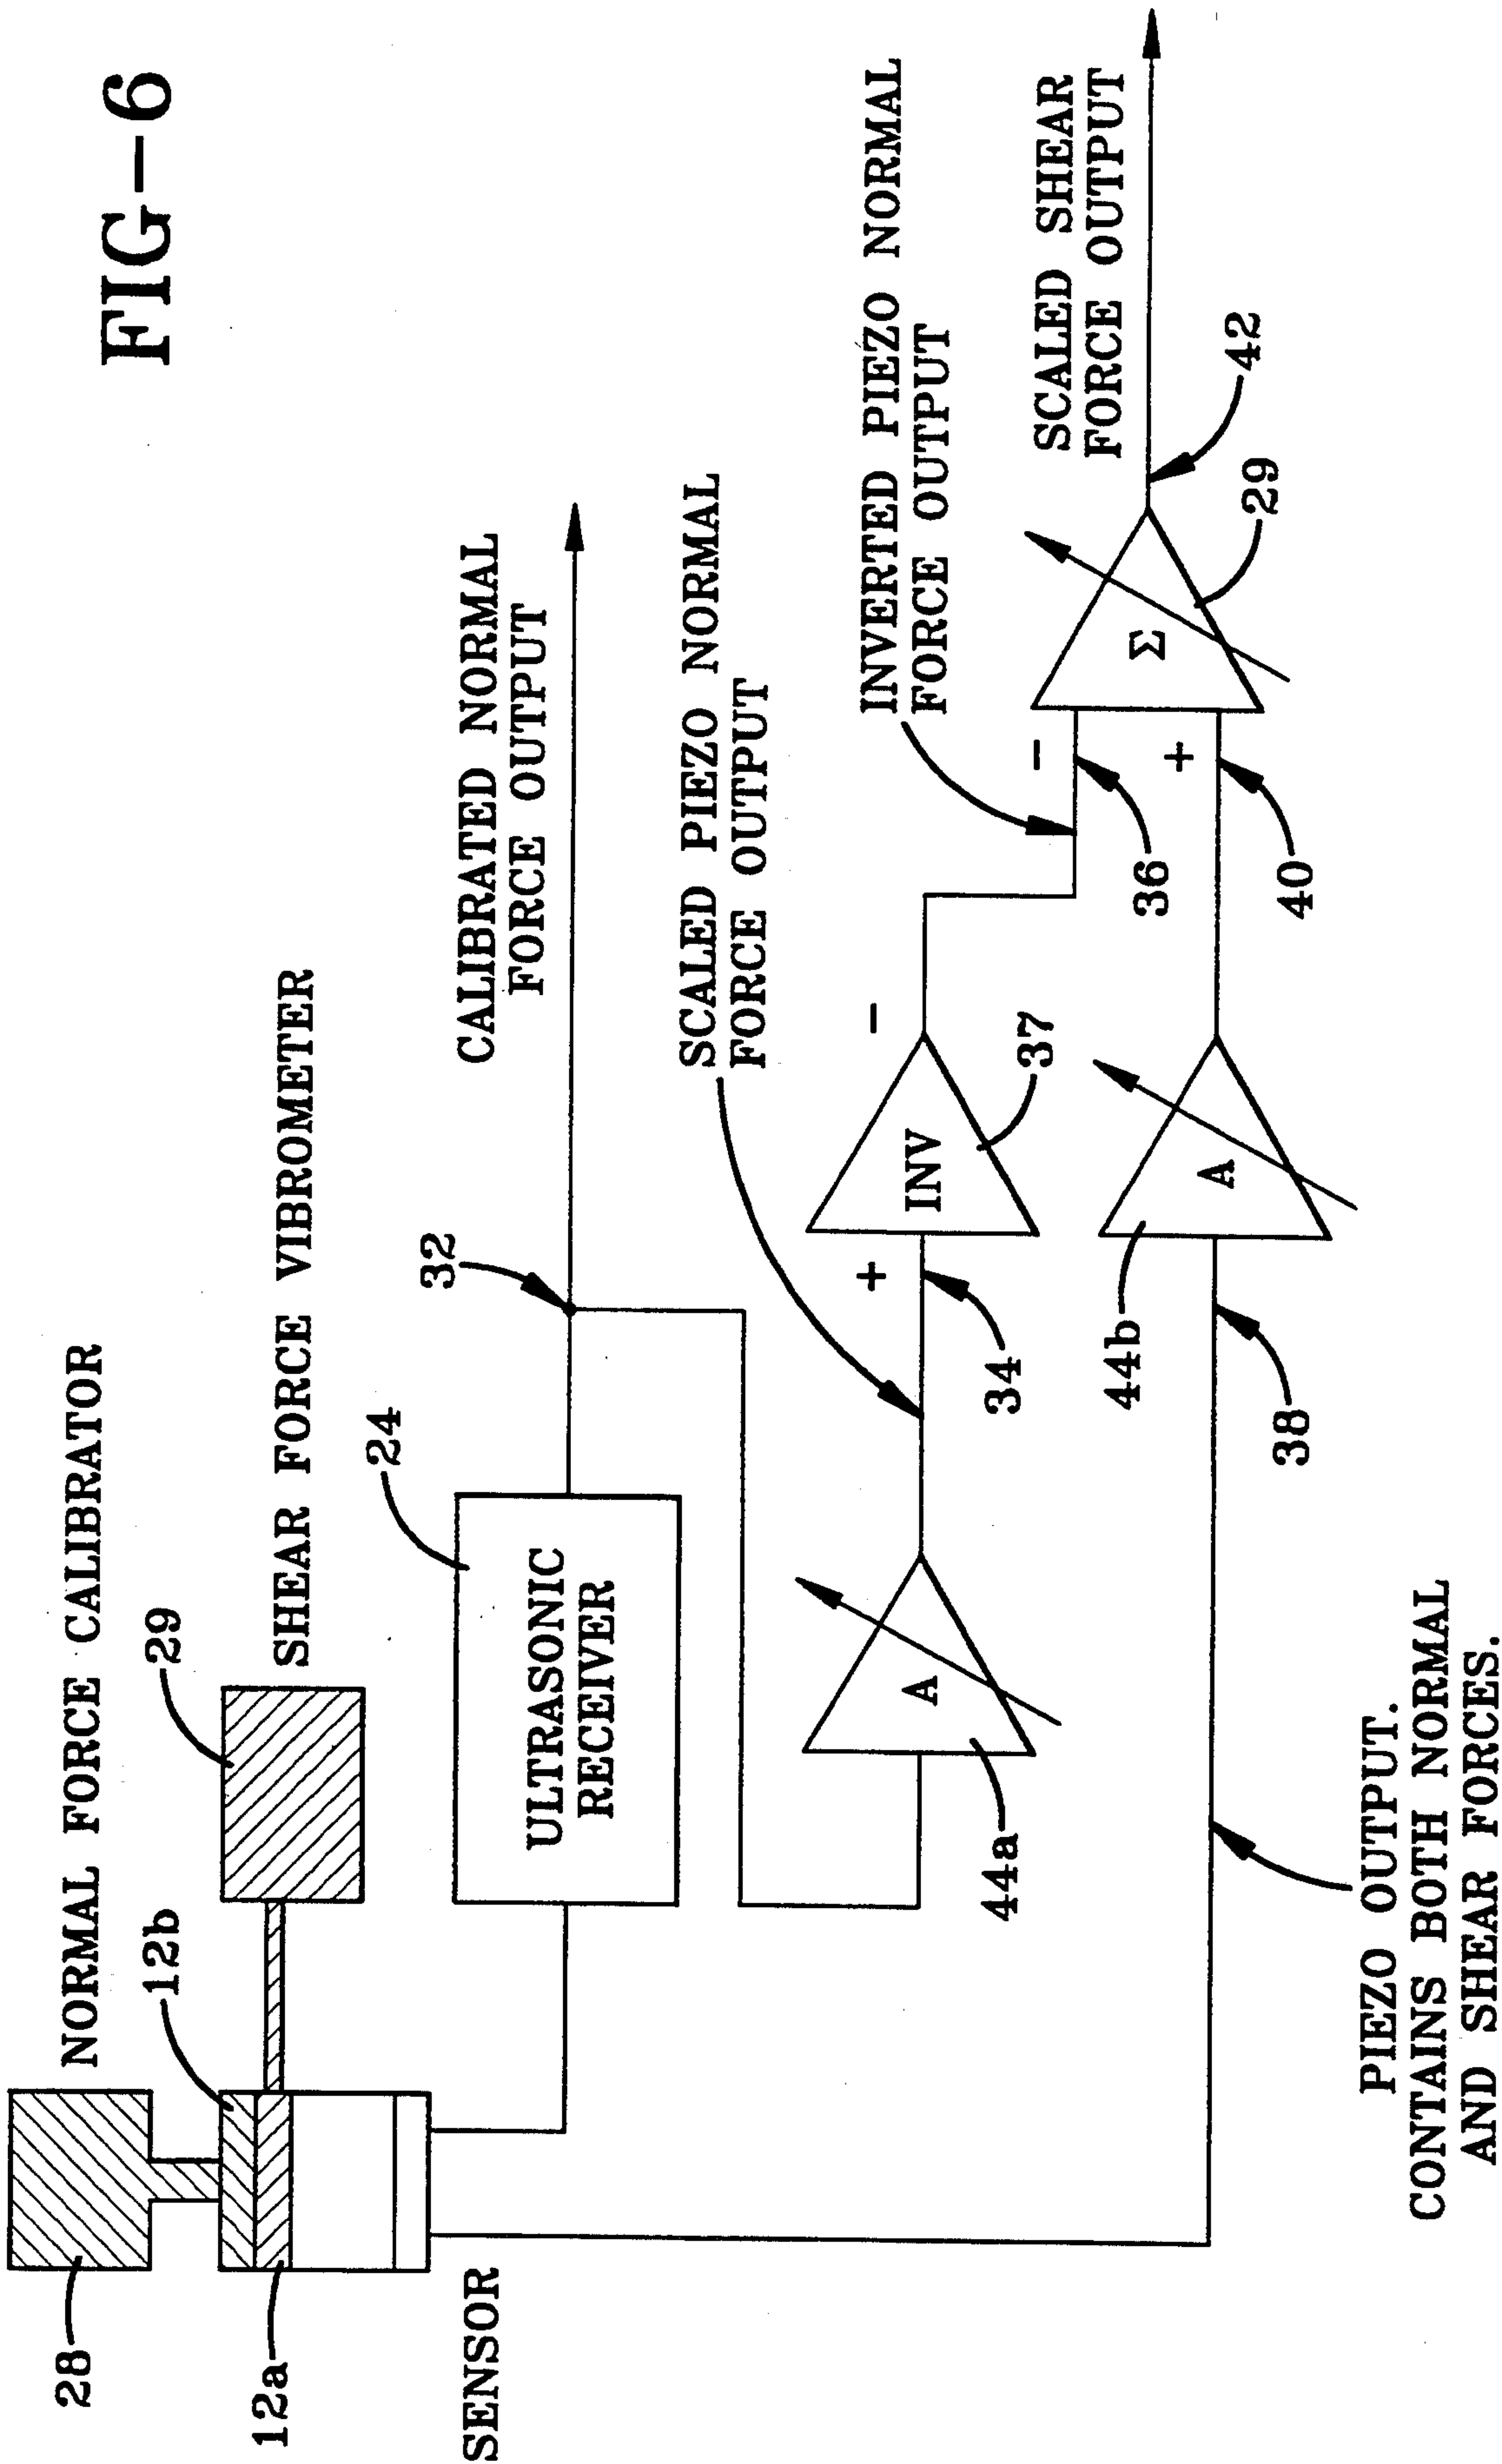 FIG-6
28
NORMAL FORCE CALIBRATOR
12b
29
SHEAR FORCE VIBROMETER
12a
SENSOR
24
ULTRASONIC
RECEIVER
32
CALIBRATED NORMAL
FORCE OUTPUT
SCALED PIEZO NORMAL
FORCE OUTPUT
44a
A
+
34
INV
37
-
INVERTED PIEZO NORMAL
FORCE OUTPUT
-
36
+
40
Σ
29
42
SCALED SHEAR
FORCE OUTPUT
38
44b
A
PIEZO OUTPUT.
CONTAINS BOTH NORMAL
AND SHEAR FORCES.